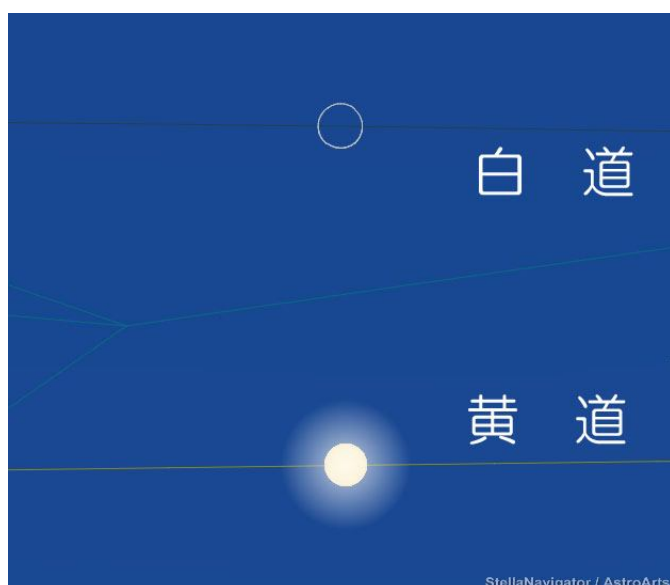 白 道
黄 道
StellaNavigator / AstroArts